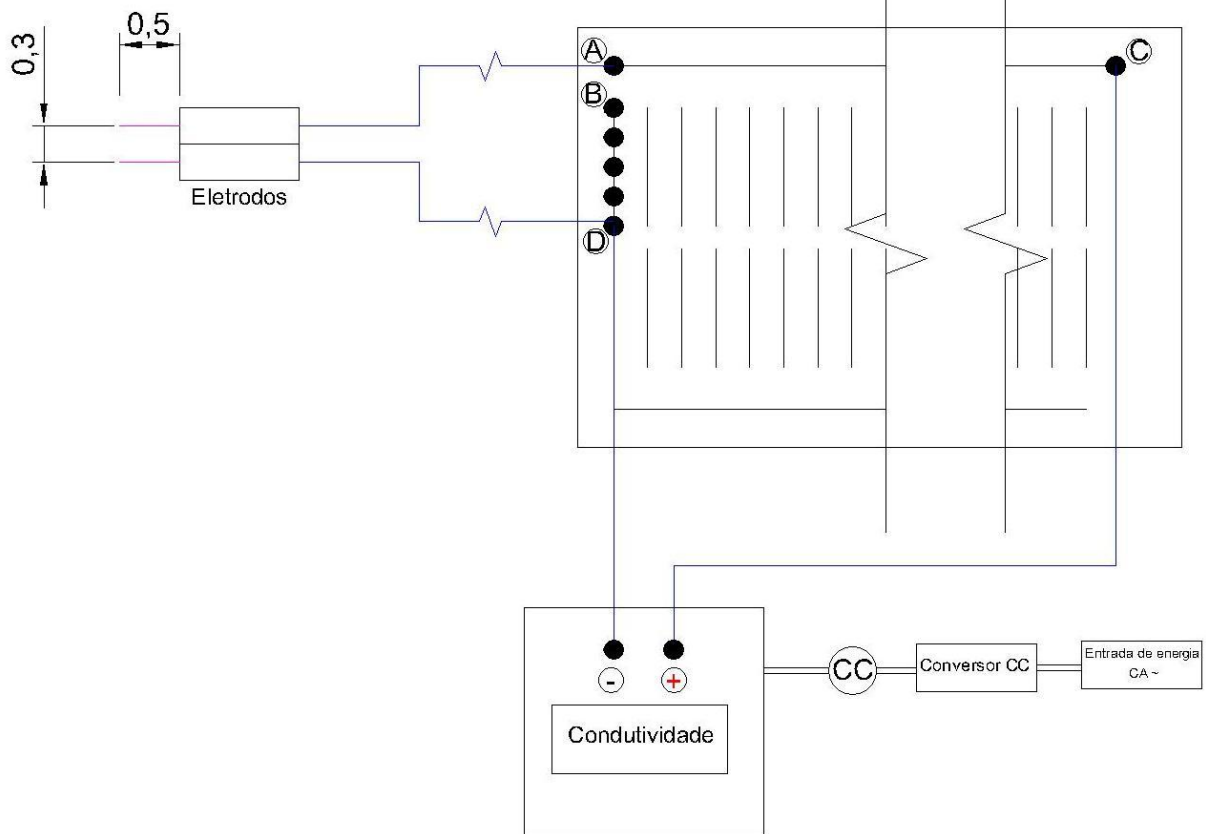 0,5
0,3
A
C
B
Eletrodos
D
- +
CC
Conversor CC
Entrada de energia
CA ~
Condutividade